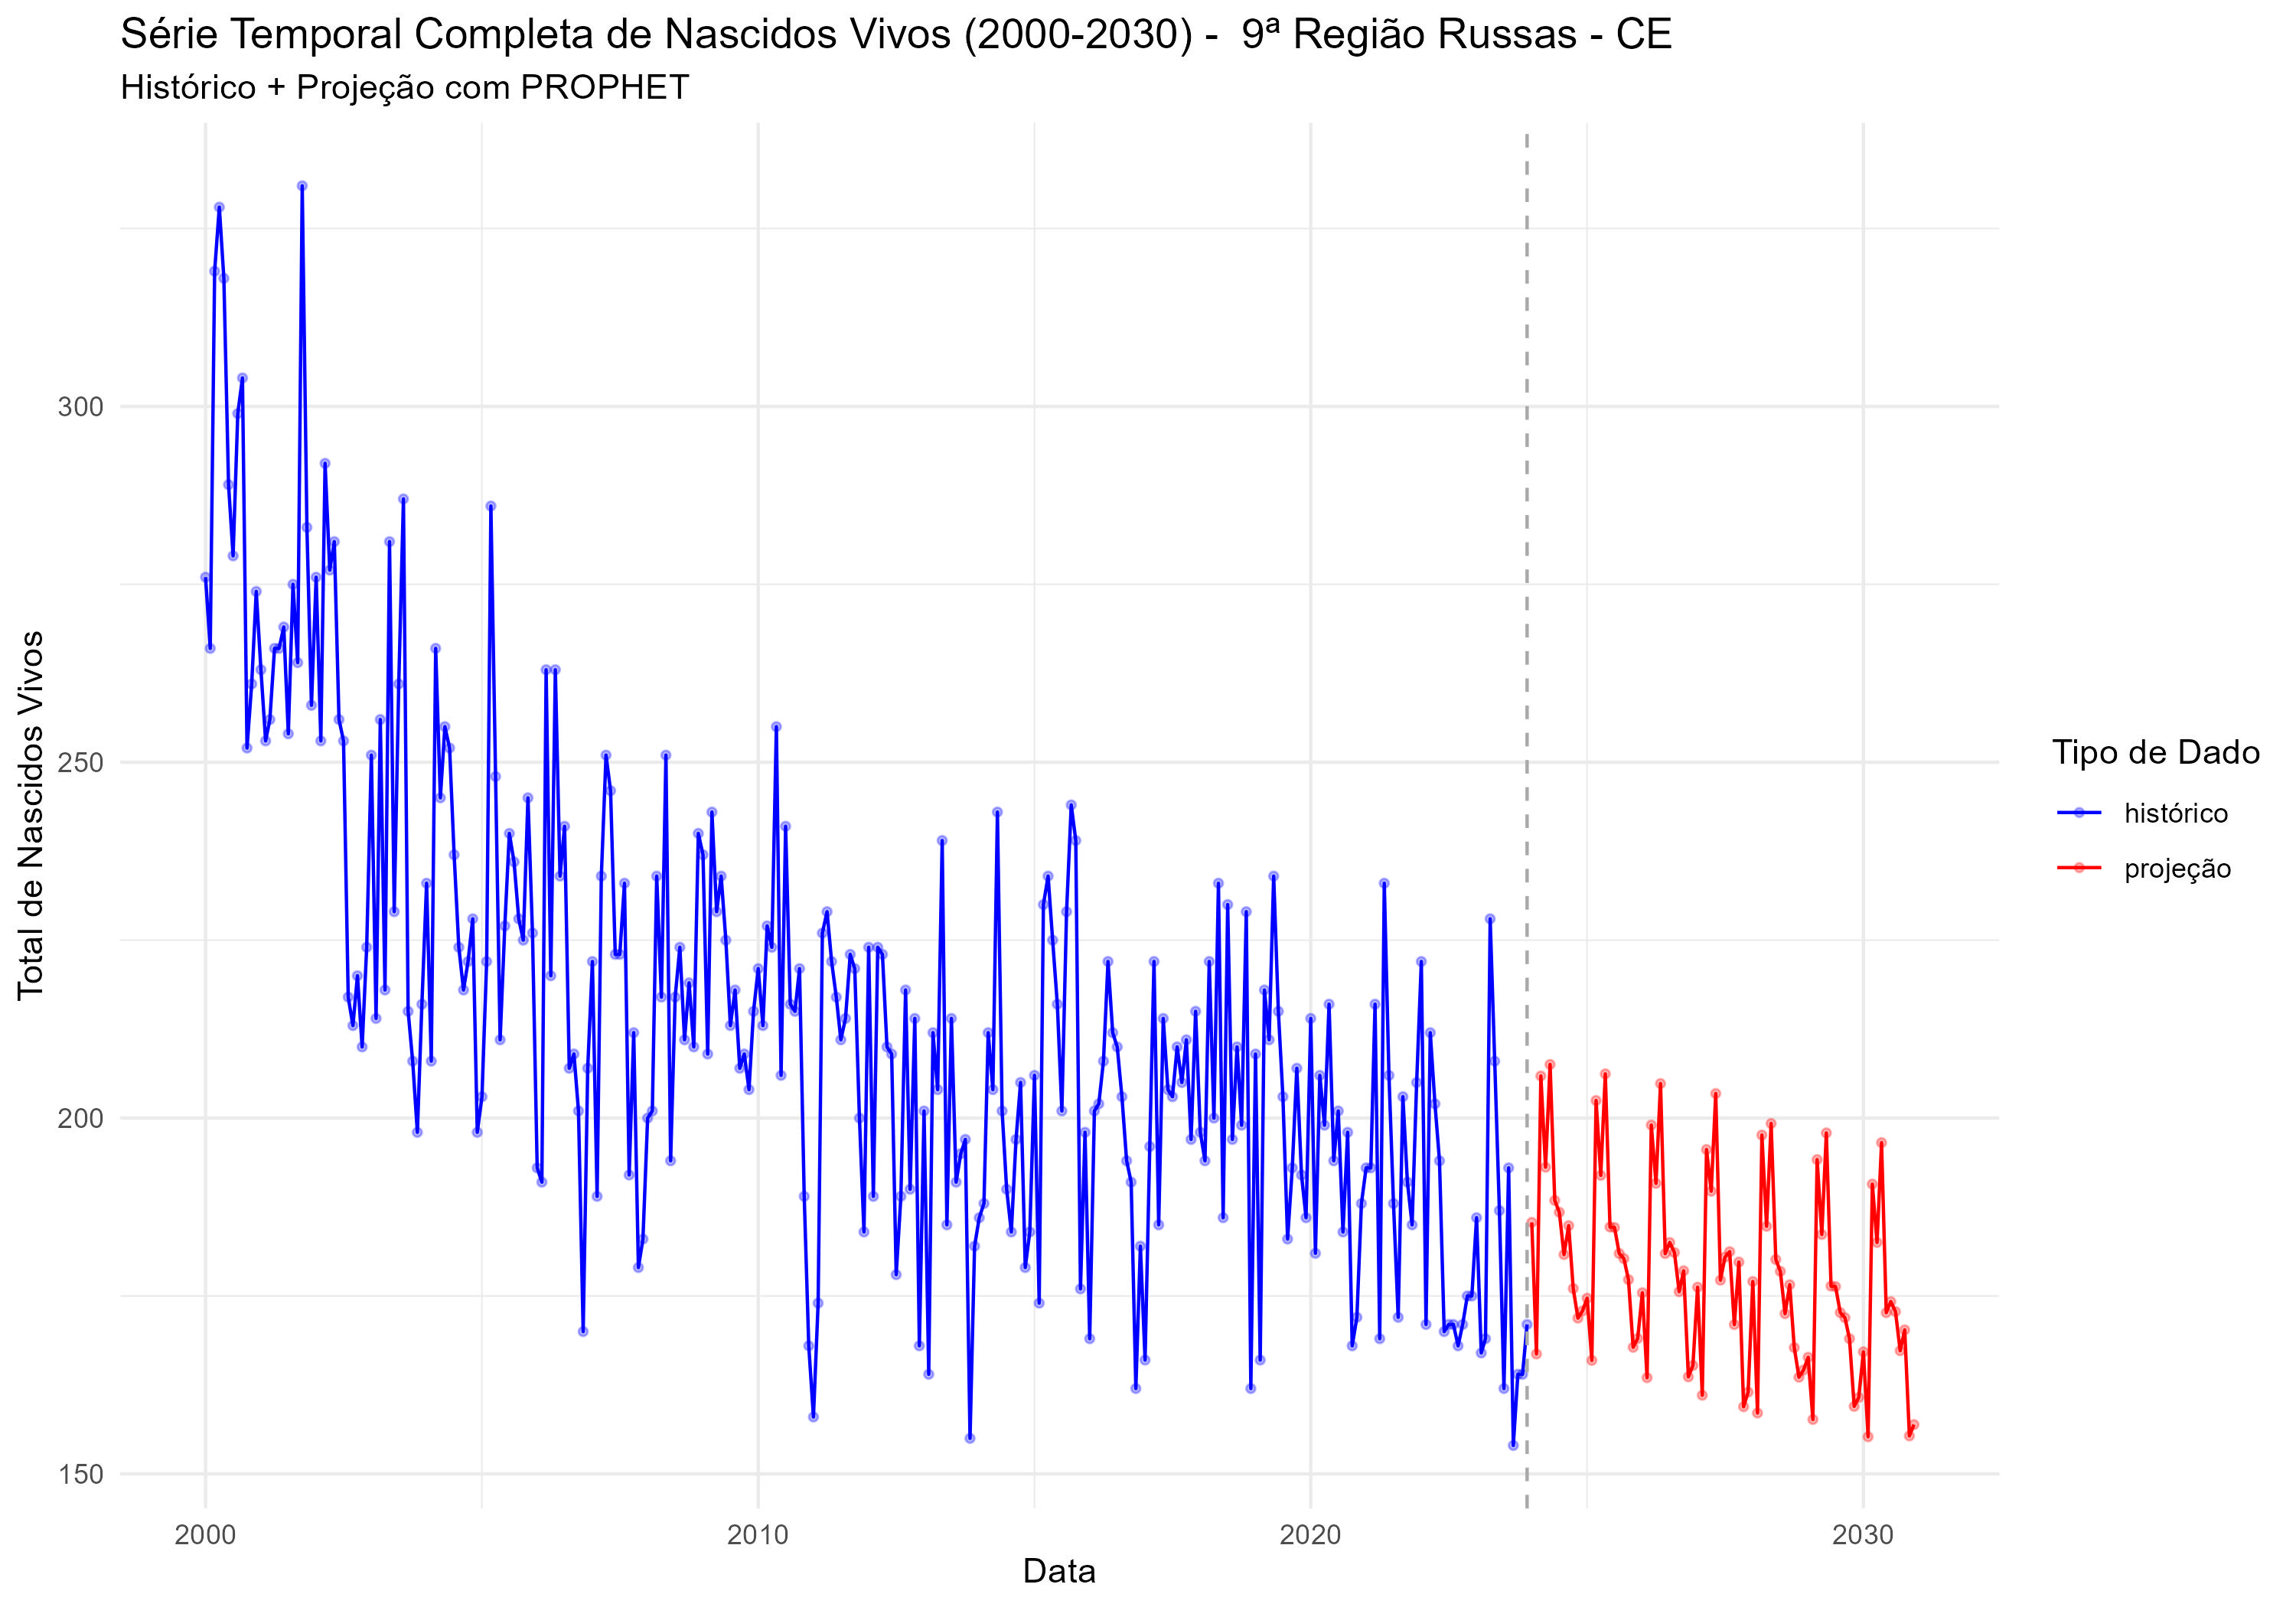 Série Temporal Completa de Nascidos Vivos (2000-2030) -  9ª Região Russas - CE
Histórico + Projeção com PROPHET
Total de Nascidos Vivos
300
250
200
150
2000
2010
2020
2030
Data
Tipo de Dado
histórico
projeção